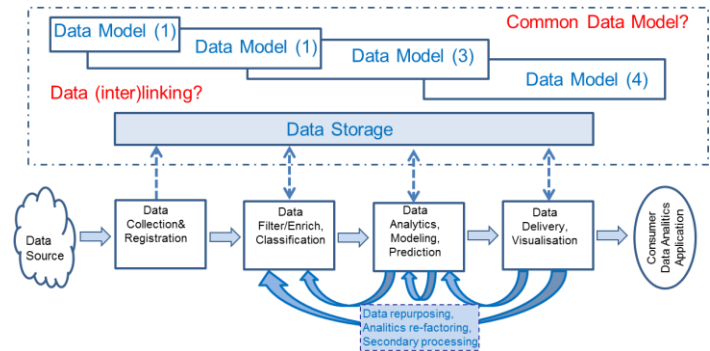 Common Data Model?
Data Model (1)
Data Model (1)
Data Model (3)
Data Model (4)
Data (inter)linking?
Data Storage
Data
Source
Data
Collection&
Registration
Data
Filter/Enrich,
Classification
Data
Analytics,
Modeling,
Prediction
Data
Delivery,
Visualisation
Consumer
Data Analitics
Application
Data repurposing,
Analitics re-factoring,
Secondary processing